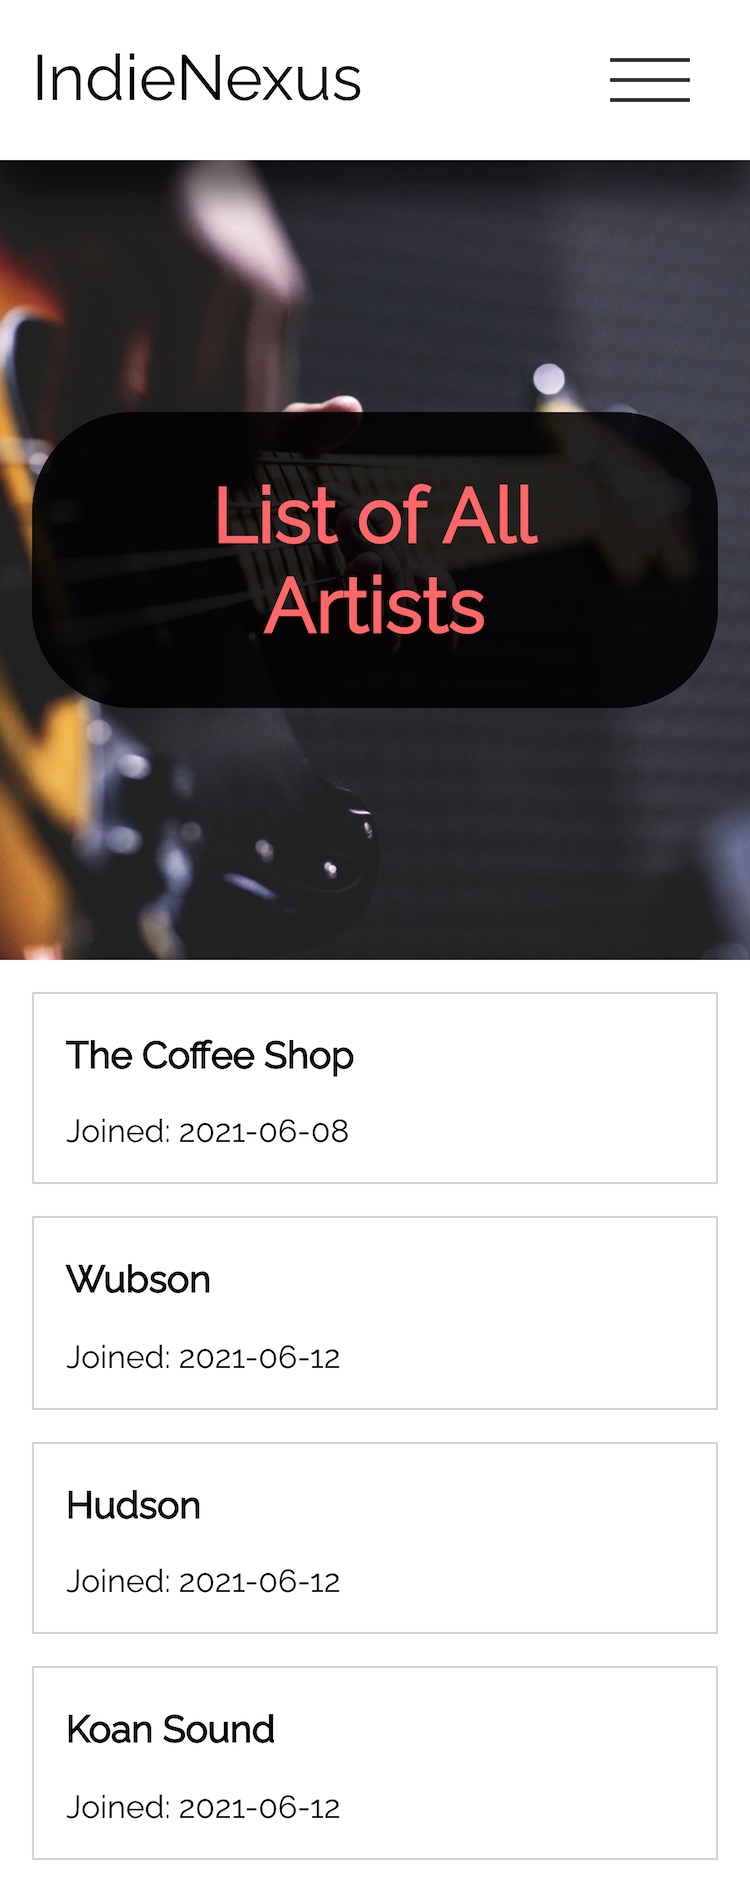 IndieNexus
List of All
Artists
The Coffee Shop
Joined: 2021-06-08
Wubson
Joined: 2021-06-12
Hudson
Joined: 2021-06-12
Koan Sound
Joined: 2021-06-12